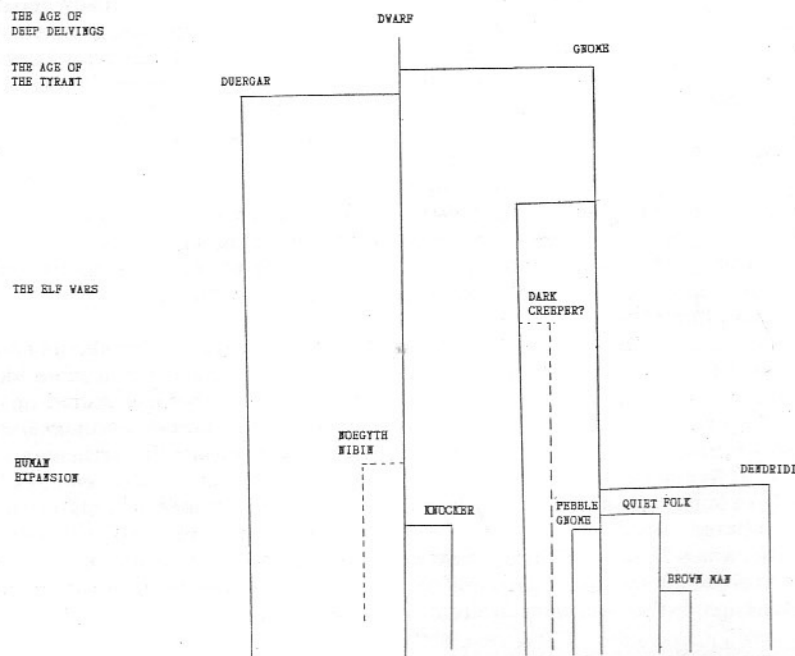 THE AGE OF
DEEP DELVINGS
DWARF
GNOME
THE AGE OF
THE TYRANT
DUERGAR
THE ELF WARS
DARK
CREEPER?
NOEGYTH
NIBIN
HUMAN
EXPANSION
DENDRIDI
KNOCKER
PEBBLE
GNOME
QUIET FOLK
BROWN MAN